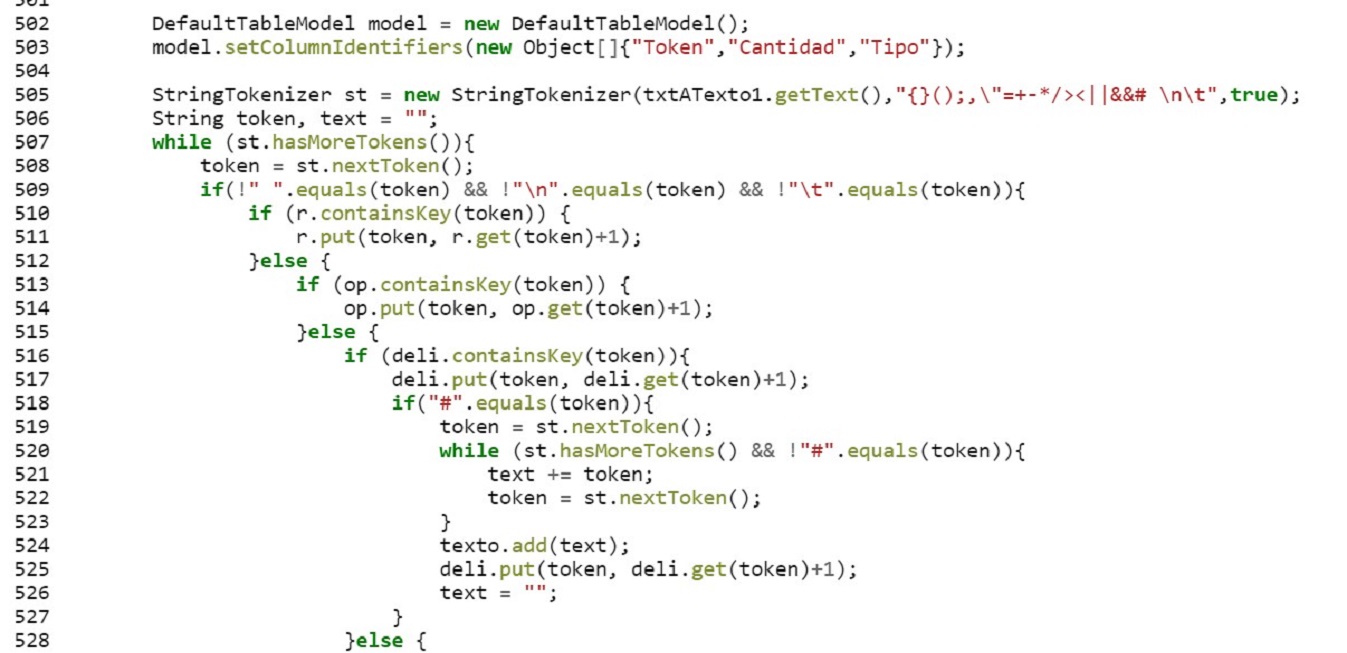 501
502 DefaultTableModel model = new DefaultTableModel();
503 model.setColumnIdentifiers(new Object[]{"Token","Cantidad","Tipo"});
504
505 StringTokenizer st = new StringTokenizer(txtATexto1.getText(),"{}();,\"=+-*/><||&&# \n\t",true);
506 String token, text = "";
507 while (st.hasMoreTokens()){
508 token = st.nextToken();
509 if(!" ".equals(token) && !"\n".equals(token) && !"\t".equals(token)){
510 if (r.containsKey(token)) {
511 r.put(token, r.get(token)+1);
512 }else {
513 if (op.containsKey(token)) {
514 op.put(token, op.get(token)+1);
515 }else {
516 if (deli.containsKey(token)){
517 deli.put(token, deli.get(token)+1);
518 if("#".equals(token)){
519 token = st.nextToken();
520 while (st.hasMoreTokens() && !"#".equals(token)){
521 text += token;
522 token = st.nextToken();
523 }
524 texto.add(text);
525 deli.put(token, deli.get(token)+1);
526 text = "";
527 }
528 }else {